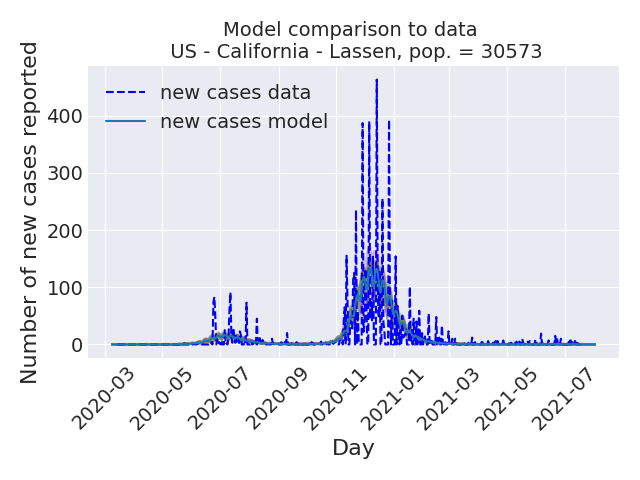 Model comparison to data
US - California - Lassen, pop. = 30573
Number of new cases reported
new cases data
new cases model
400
300
200
100
0
2020-03
2020-05
2020-07
2020-09
2020-11
2021-01
2021-03
2021-05
2021-07
Day